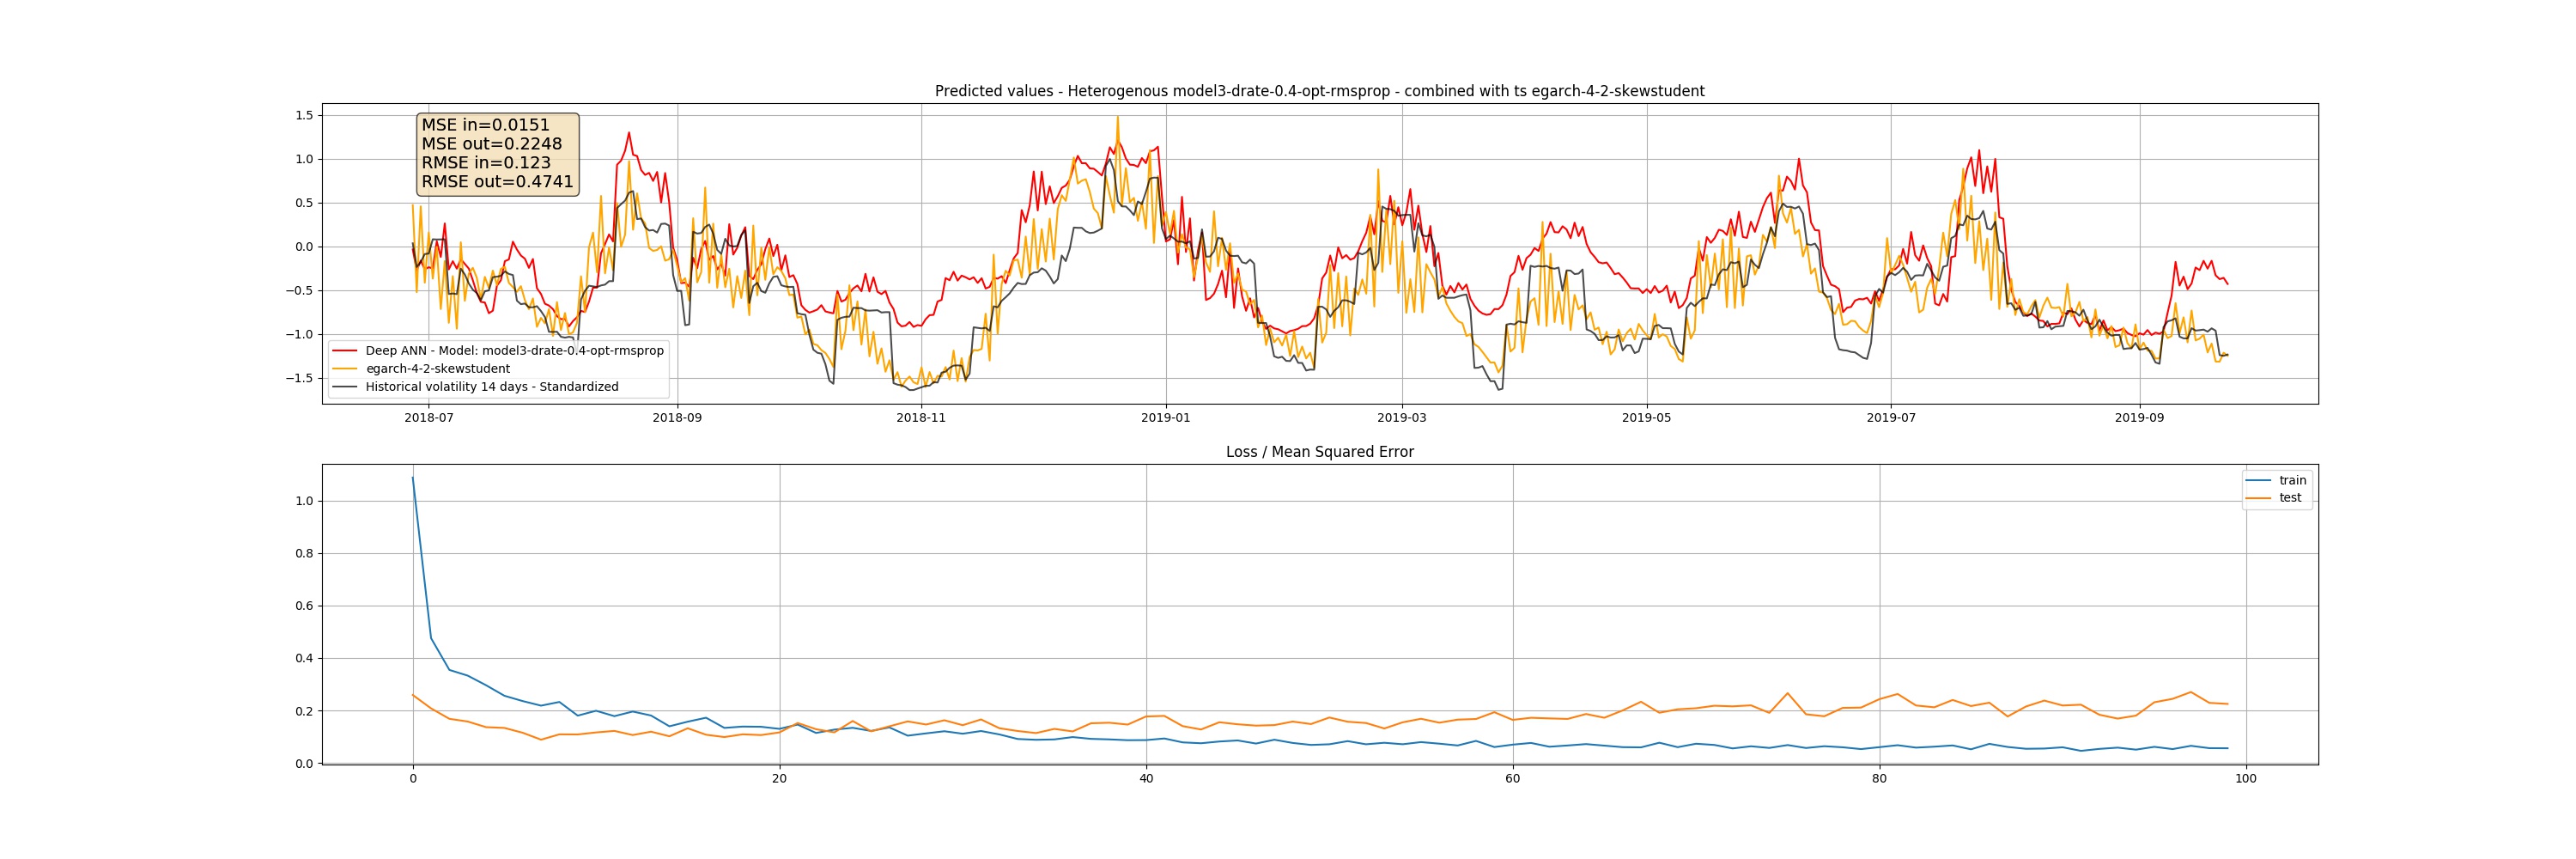 Predicted values - Heterogenous model3-drate-0.4-opt-rmsprop - combined with ts egarch-4-2-skewstudent
1.5
1.0
0.5
0.0
−0.5
−1.0
−1.5
MSE in=0.0151
MSE out=0.2248
RMSE in=0.123
RMSE out=0.4741
Deep ANN - Model: model3-drate-0.4-opt-rmsprop
egarch-4-2-skewstudent
Historical volatility 14 days - Standardized
2018-07 2018-09 2018-11 2019-01 2019-03 2019-05 2019-07 2019-09
Loss / Mean Squared Error
1.0
0.8
0.6
0.4
0.2
0.0
train
test
0 20 40 60 80 100